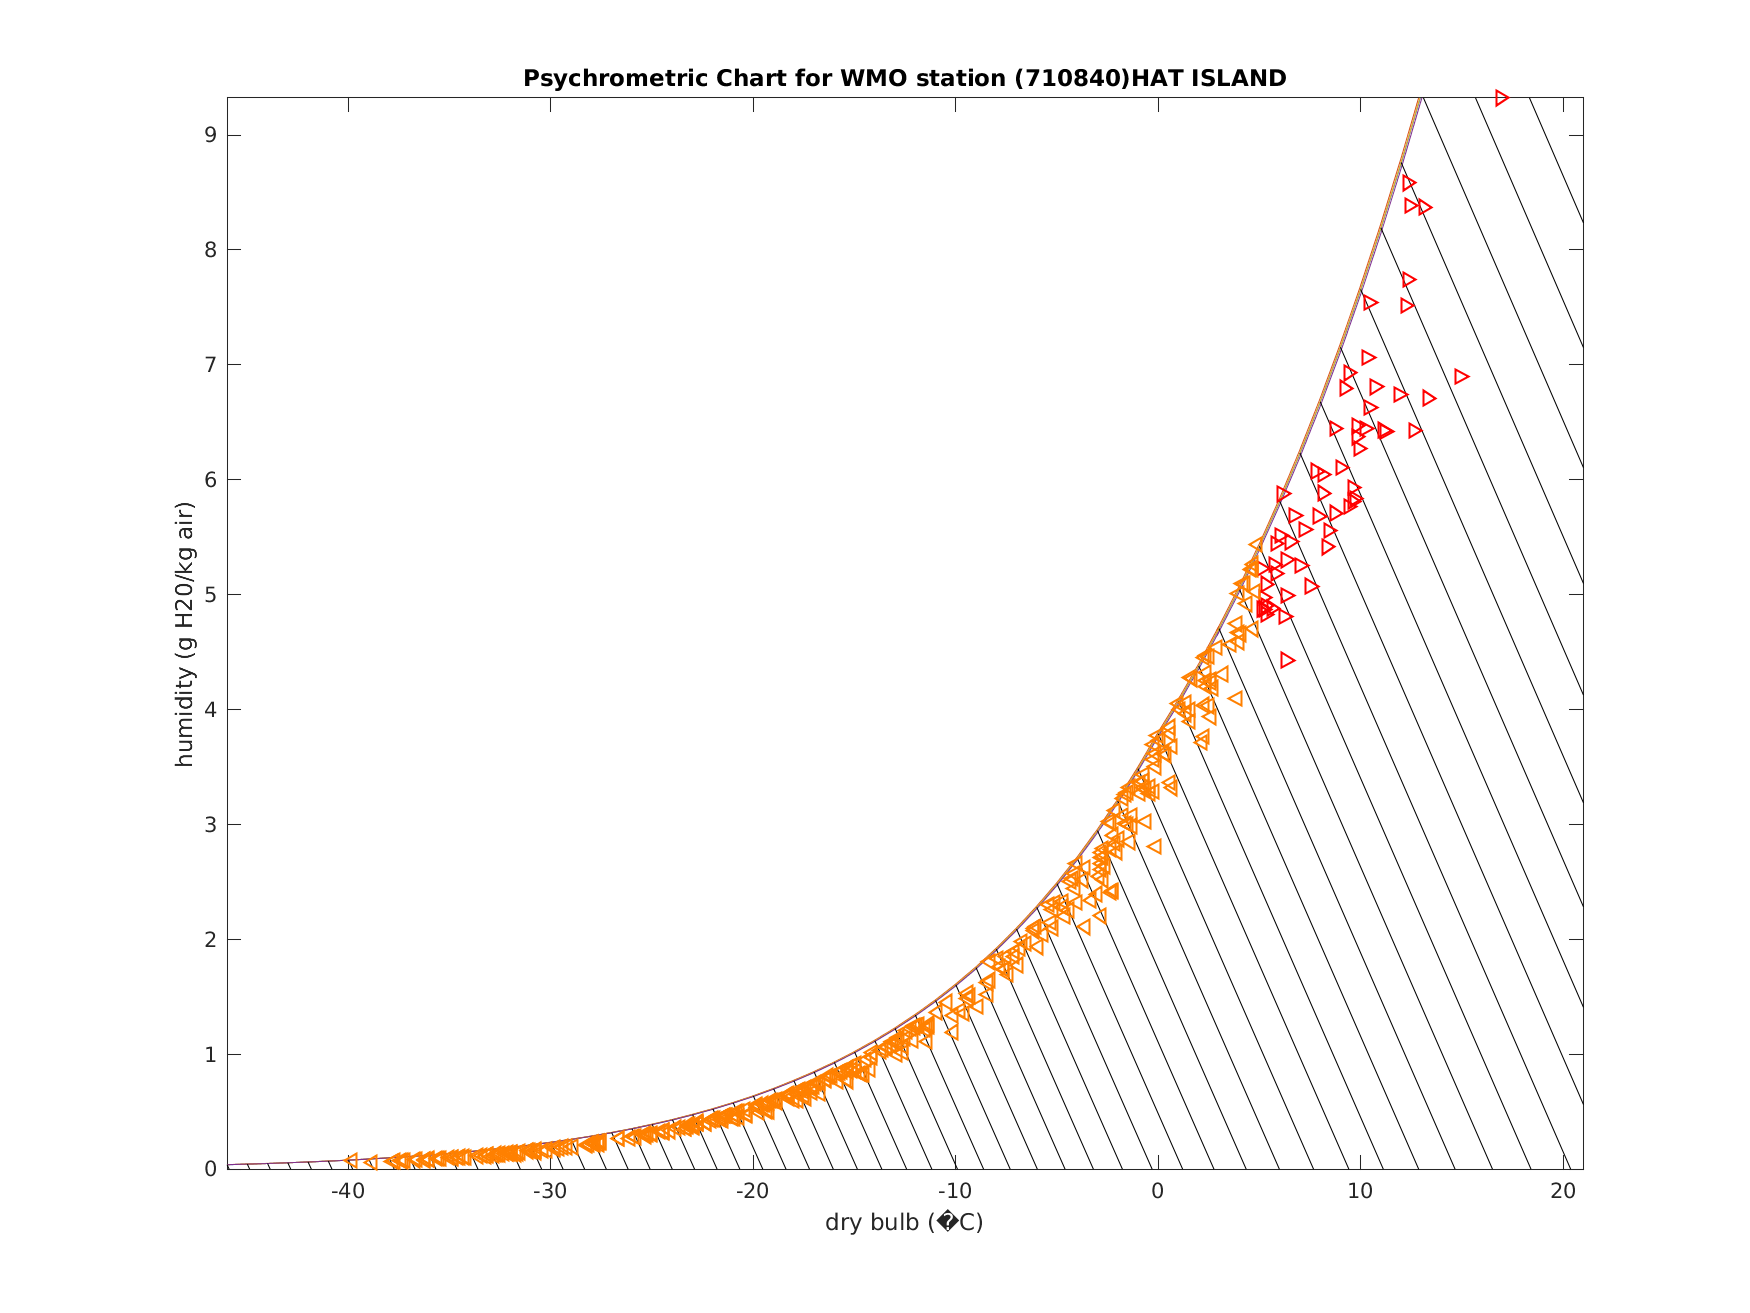 Psychrometric Chart for WMO station (710840)HAT ISLAND
9
8
7
6
5
4
3
2
1
0
humidity (g H20/kg air)
-40 -30 -20 -10 0 10 20
dry bulb (�C)